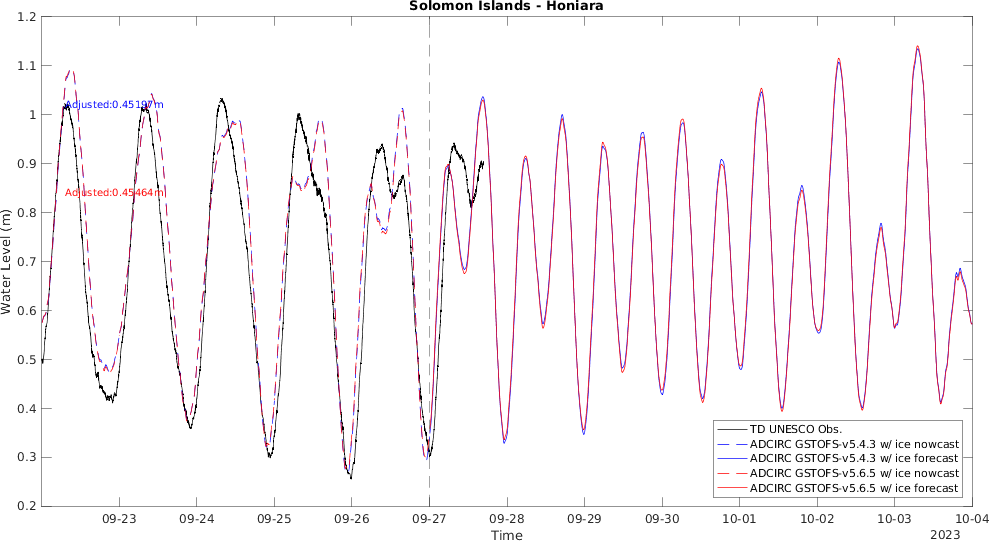 Solomon Islands - Honiara
Water Level (m)
1.2
1.1
1
0.9
0.8
0.7
0.6
0.5
0.4
0.3
0.2
Adjusted:0.45197m
Adjusted:0.45464m
TD UNESCO Obs.
ADCIRC GSTOFS-v5.4.3 w/ ice nowcast
ADCIRC GSTOFS-v5.4.3 w/ ice forecast
ADCIRC GSTOFS-v5.6.5 w/ ice nowcast
ADCIRC GSTOFS-v5.6.5 w/ ice forecast
09-23 09-24 09-25 09-26 09-27 09-28 09-29 09-30 10-01 10-02 10-03 10-04
2023
Time